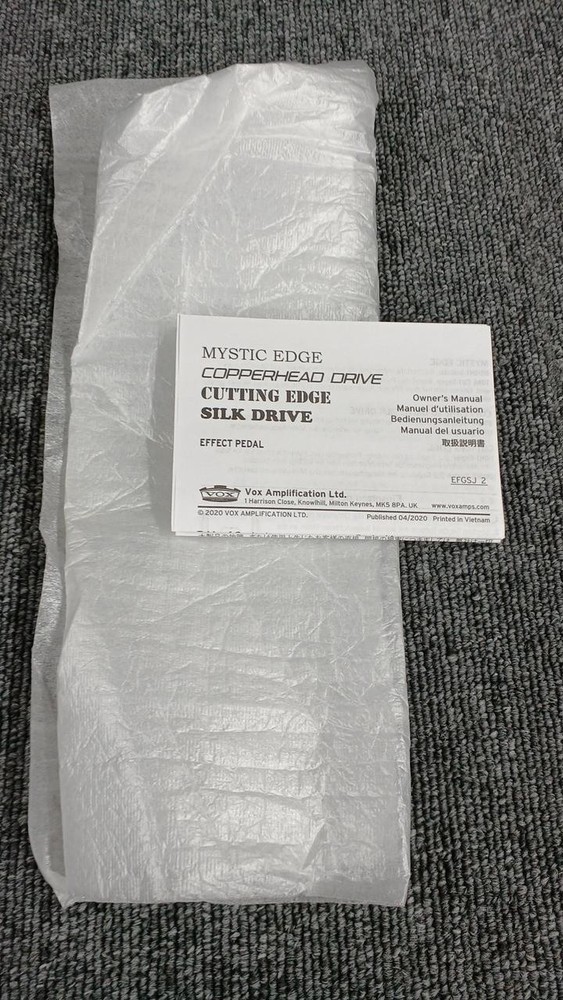 MYSTIC EDGE
COPPERHEAD DRIVE
CUTTING EDGE
SILK DRIVE
EFFECT PEDAL
Owner's Manual
Manuel d'utilisation
Bedienungsanleitung
Manual del usuario
取扱説明書
EFGSJ 2
VOX
Vox Amplification Ltd.
1 Harrison Close, Knowlhill, Milton Keynes, MK5 8PA. UK www.voxamps.com
© 2020 VOX AMPLIFICATION LTD. Published 04/2020 Printed in Vietnam